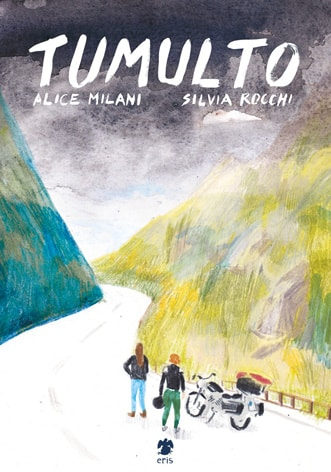 TUMULTO
ALICE MILANI SILVIA ROCCHI
eris